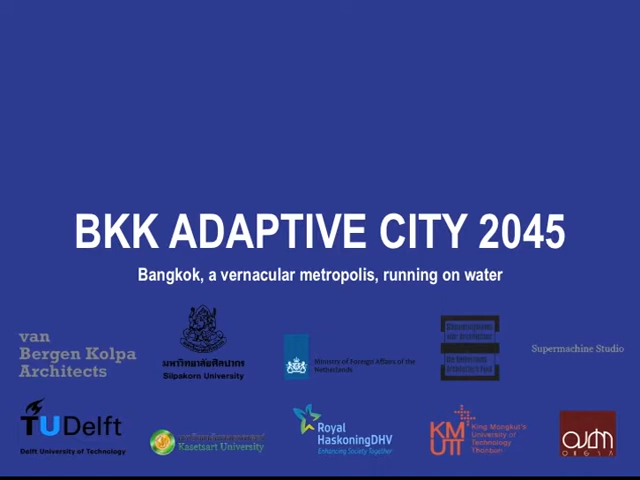 BKK ADAPTIVE CITY 2045
Bangkok, a vernacular metropolis, running on water
van
Bergen Kolpa
Architects
มหาวิทยาลัยศิลปากร
Silpakorn University
Ministry of Foreign Affairs of the
Netherlands
Supermachine Studio
TUDelft
Delft University of Technology
Kasetsart University
Royal
HaskoningDHV
Enhancing Society Together
KM
UTT
King Mongkut's
University of
Technology
Thonburi